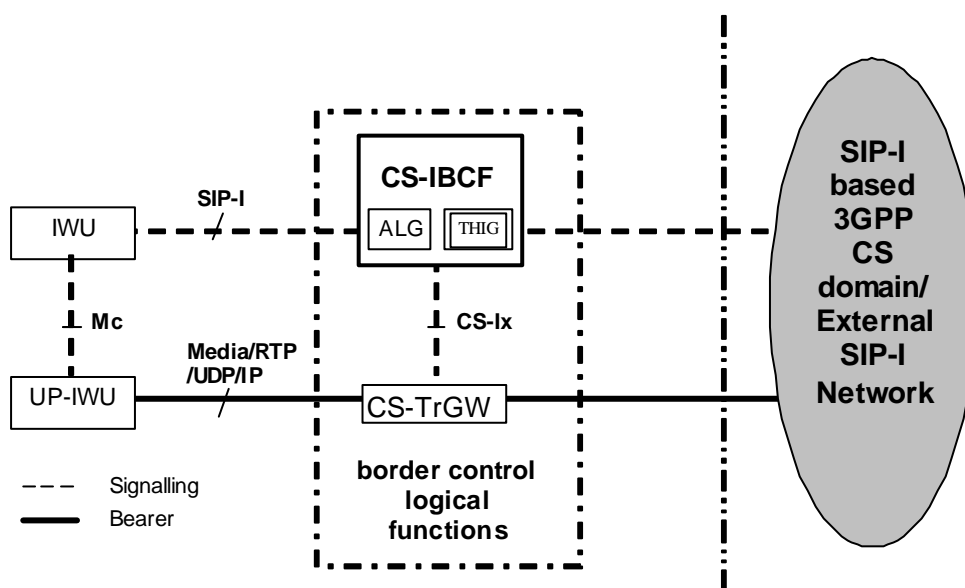 CS-IBCF
SIP-I
IWU
ALG
THIG
Mc
CS-Ix
Media/RTP
/UDP/IP
UP-IWU
CS-TrGW
border control
logical
functions
Signalling
Bearer
SIP-I
based
3GPP
CS
domain/
External
SIP-I
Network